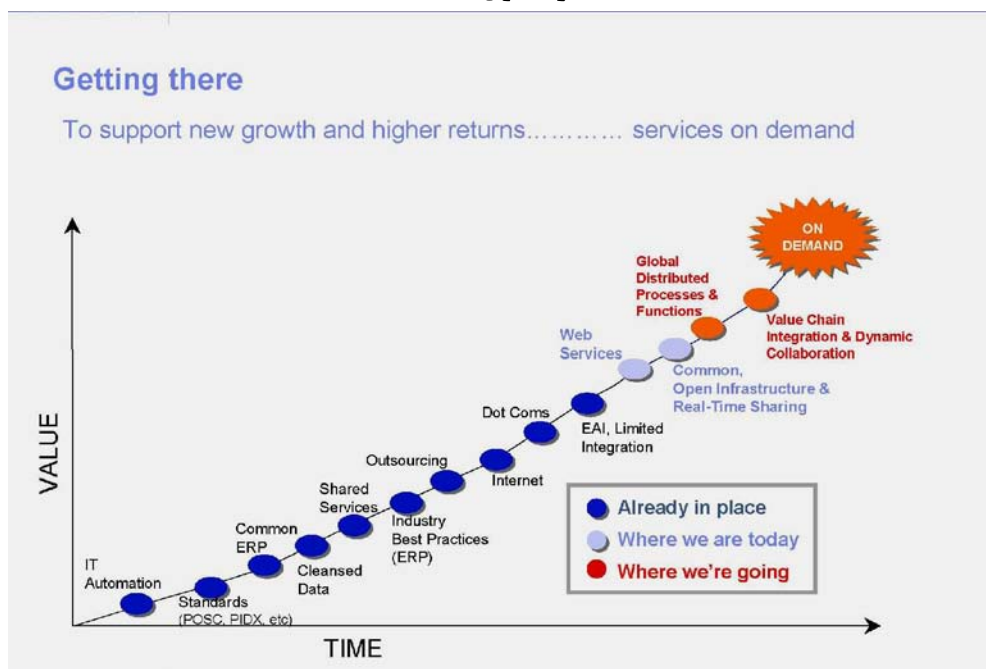 Getting there
To support new growth and higher returns………… services on demand
ON
DEMAND
Global
Distributed
Processes &
Functions
Value Chain
Integration & Dynamic
Collaboration
Web
Services
Common,
Open Infrastructure &
Real-Time Sharing
Dot Coms
EAI, Limited
Integration
Outsourcing
Internet
Shared
Services
Industry
Best Practices
(ERP)
Common
ERP
Cleansed
Data
IT
Automation
Standards
(POSC, PIDX, etc)
VALUE
TIME
Already in place
Where we are today
Where we're going